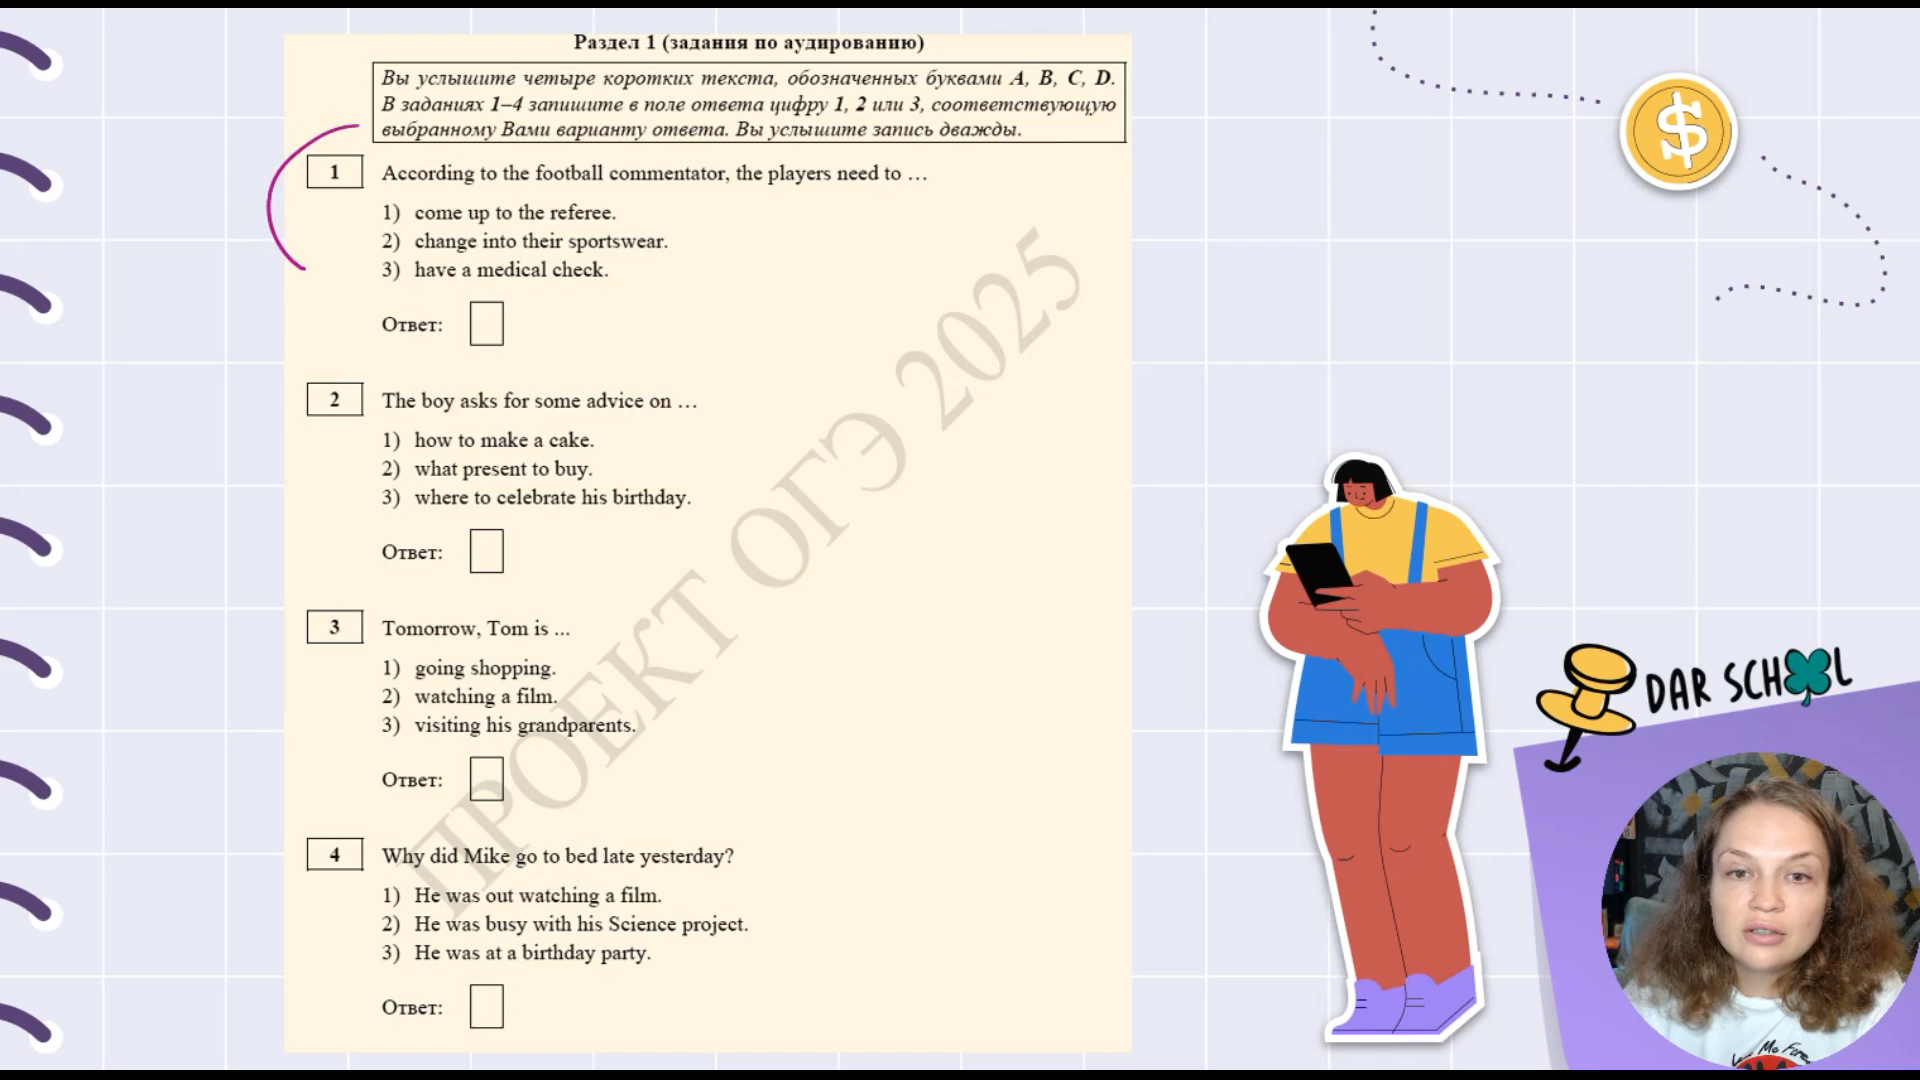 Раздел 1 (задания по аудированию)
Вы услышите четыре коротких текста, обозначенных буквами A, B, C, D.
В заданиях 1–4 запишите в поле ответа цифру 1, 2 или 3, соответствующую
выбранному Вами варианту ответа. Вы услышите запись дважды.
1 According to the football commentator, the players need to …
1) come up to the referee.
2) change into their sportswear.
3) have a medical check.
Ответ:
2 The boy asks for some advice on …
1) how to make a cake.
2) what present to buy.
3) where to celebrate his birthday.
Ответ:
3 Tomorrow, Tom is ...
1) going shopping.
2) watching a film.
3) visiting his grandparents.
Ответ:
4 Why did Mike go to bed late yesterday?
1) He was out watching a film.
2) He was busy with his Science project.
3) He was at a birthday party.
Ответ:
ПРОЕКТ ОГЭ 2025
$
DAR SCHOOL